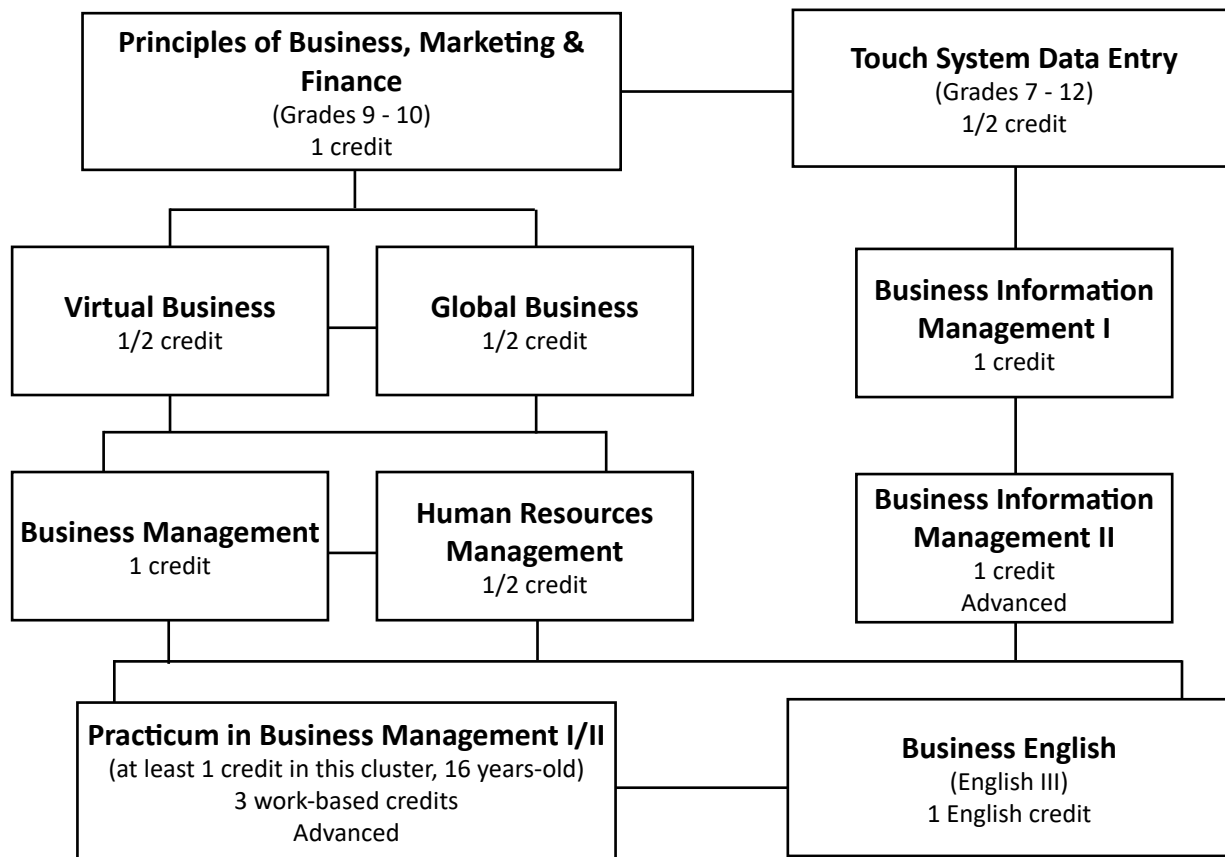 Principles of Business, Marketing &
Finance
(Grades 9 - 10)
1 credit
Touch System Data Entry
(Grades 7 - 12)
1/2 credit
Virtual Business
1/2 credit
Global Business
1/2 credit
Business Information
Management I
1 credit
Business Management
1 credit
Human Resources
Management
1/2 credit
Business Information
Management II
1 credit
Advanced
Practicum in Business Management I/II
(at least 1 credit in this cluster, 16 years-old)
3 work-based credits
Advanced
Business English
(English III)
1 English credit